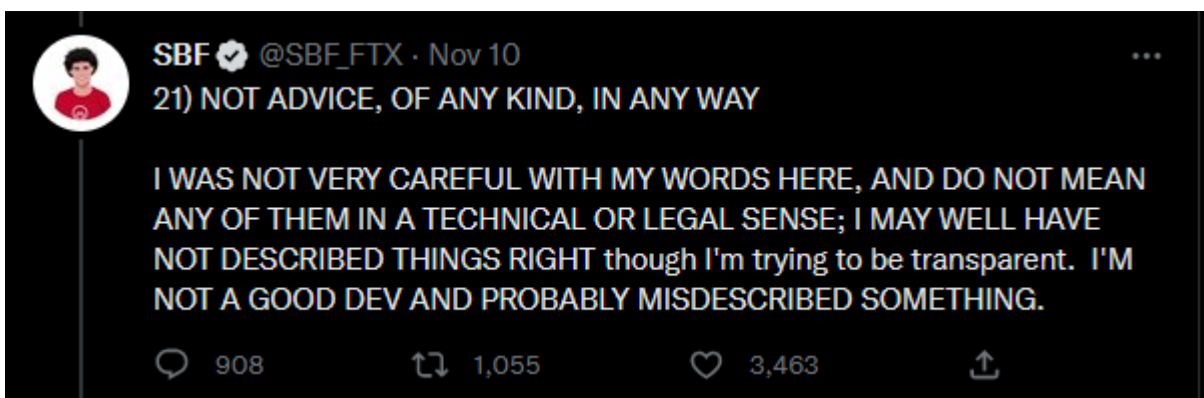 SBF @SBF_FTX · Nov 10
21) NOT ADVICE, OF ANY KIND, IN ANY WAY
I WAS NOT VERY CAREFUL WITH MY WORDS HERE, AND DO NOT MEAN
ANY OF THEM IN A TECHNICAL OR LEGAL SENSE; I MAY WELL HAVE
NOT DESCRIBED THINGS RIGHT though I'm trying to be transparent.  I'M
NOT A GOOD DEV AND PROBABLY MISDESCRIBED SOMETHING.
908 1,055 3,463